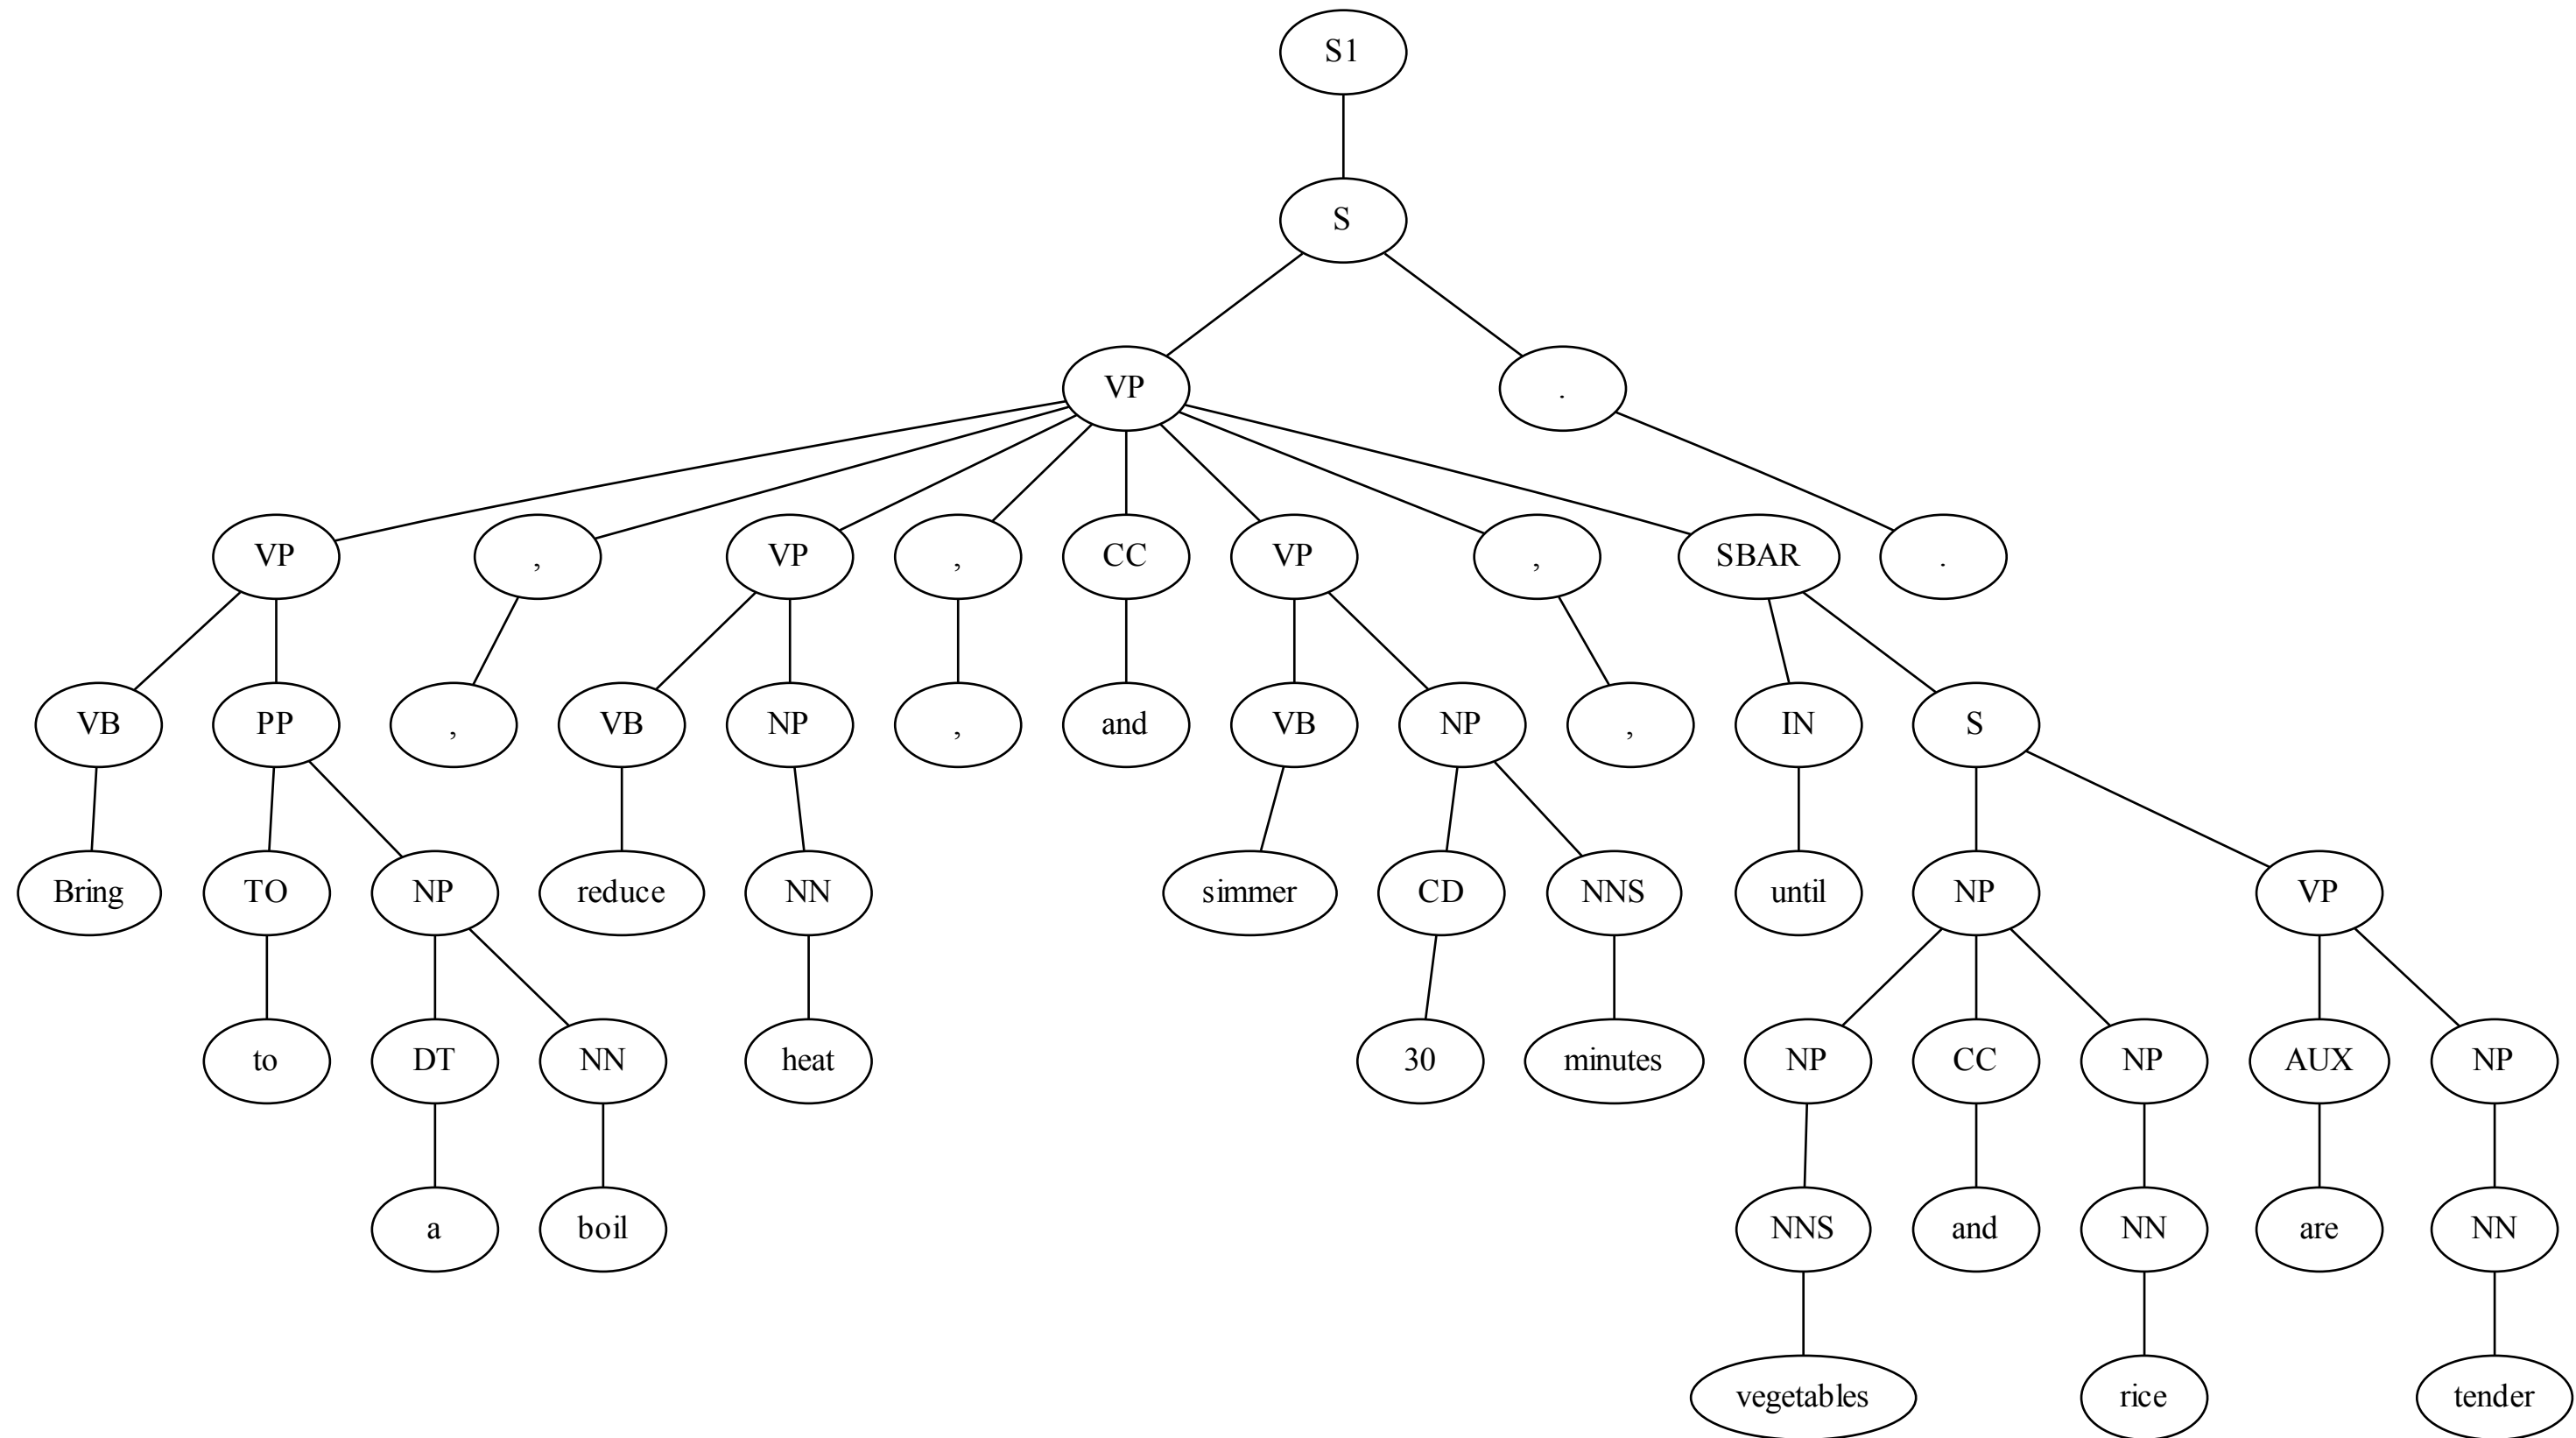 S1
S
VP .
VP , VP , CC VP , SBAR .
VB PP , VB NP , and VB NP , IN S
Bring TO NP reduce NN simmer CD NNS until NP VP
to DT NN heat 30 minutes NP CC NP AUX NP
a boil NNS and NN are NN
vegetables rice tender